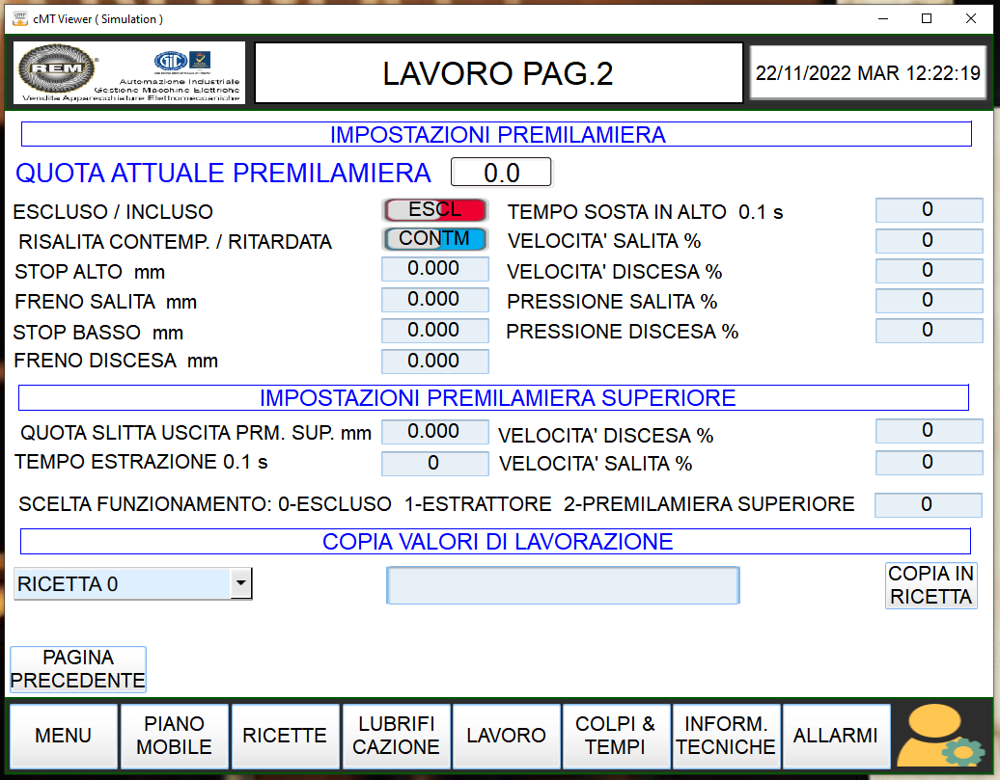 cMT Viewer ( Simulation )
REM
GIC
Automazione Industriale
Gestione Macchine Elettriche
Vendita Apparecchiature Elettromeccaniche
LAVORO PAG.2
22/11/2022 MAR 12:22:19
IMPOSTAZIONI PREMILAMIERA
QUOTA ATTUALE PREMILAMIERA 0.0
ESCLUSO / INCLUSO ESCL TEMPO SOSTA IN ALTO 0.1 s 0
RISALITA CONTEMP. / RITARDATA CONTM VELOCITA' SALITA % 0
STOP ALTO mm 0.000 VELOCITA' DISCESA % 0
FRENO SALITA mm 0.000 PRESSIONE SALITA % 0
STOP BASSO mm 0.000 PRESSIONE DISCESA % 0
FRENO DISCESA mm 0.000
IMPOSTAZIONI PREMILAMIERA SUPERIORE
QUOTA SLITTA USCITA PRM. SUP. mm 0.000 VELOCITA' DISCESA % 0
TEMPO ESTRAZIONE 0.1 s 0 VELOCITA' SALITA % 0
SCELTA FUNZIONAMENTO: 0-ESCLUSO 1-ESTRATTORE 2-PREMILAMIERA SUPERIORE 0
COPIA VALORI DI LAVORAZIONE
RICETTA 0
COPIA IN
RICETTA
PAGINA
PRECEDENTE
MENU
PIANO
MOBILE
RICETTE
LUBRIFI
CAZIONE
LAVORO
COLPI &
TEMPI
INFORM.
TECNICHE
ALLARMI